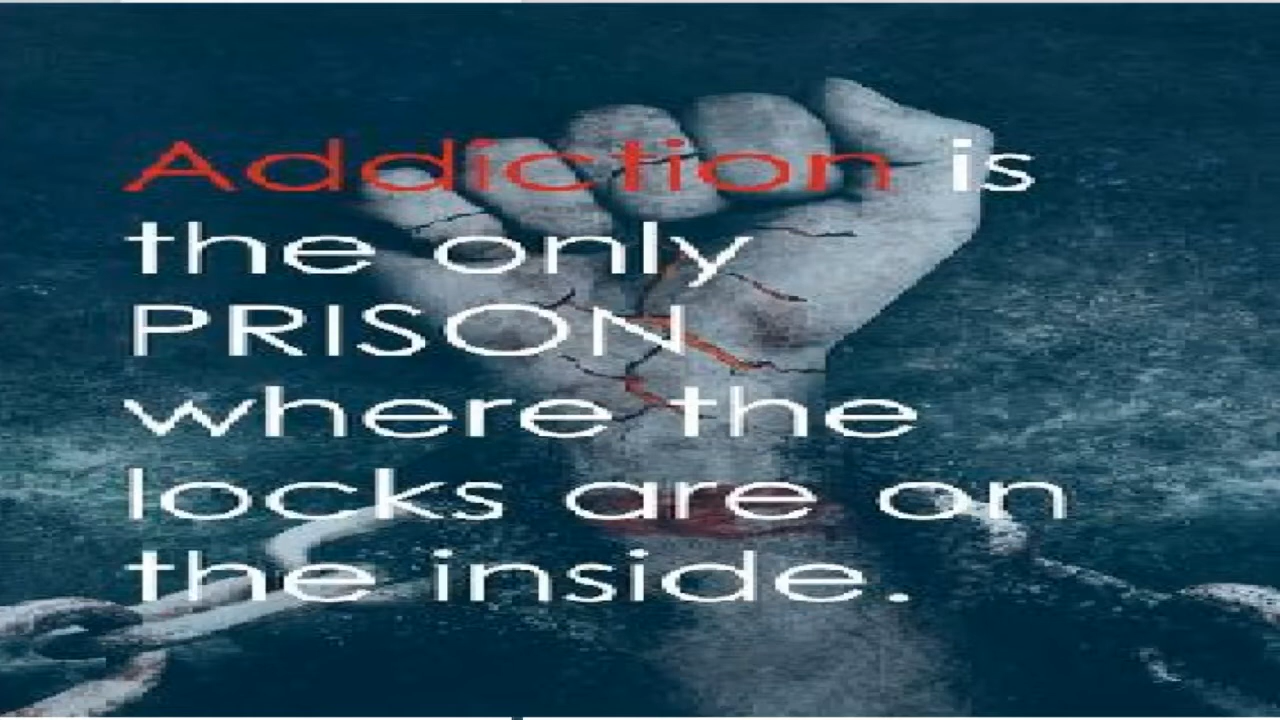 Addiction is
the only
PRISON
where the
locks are on
the inside.